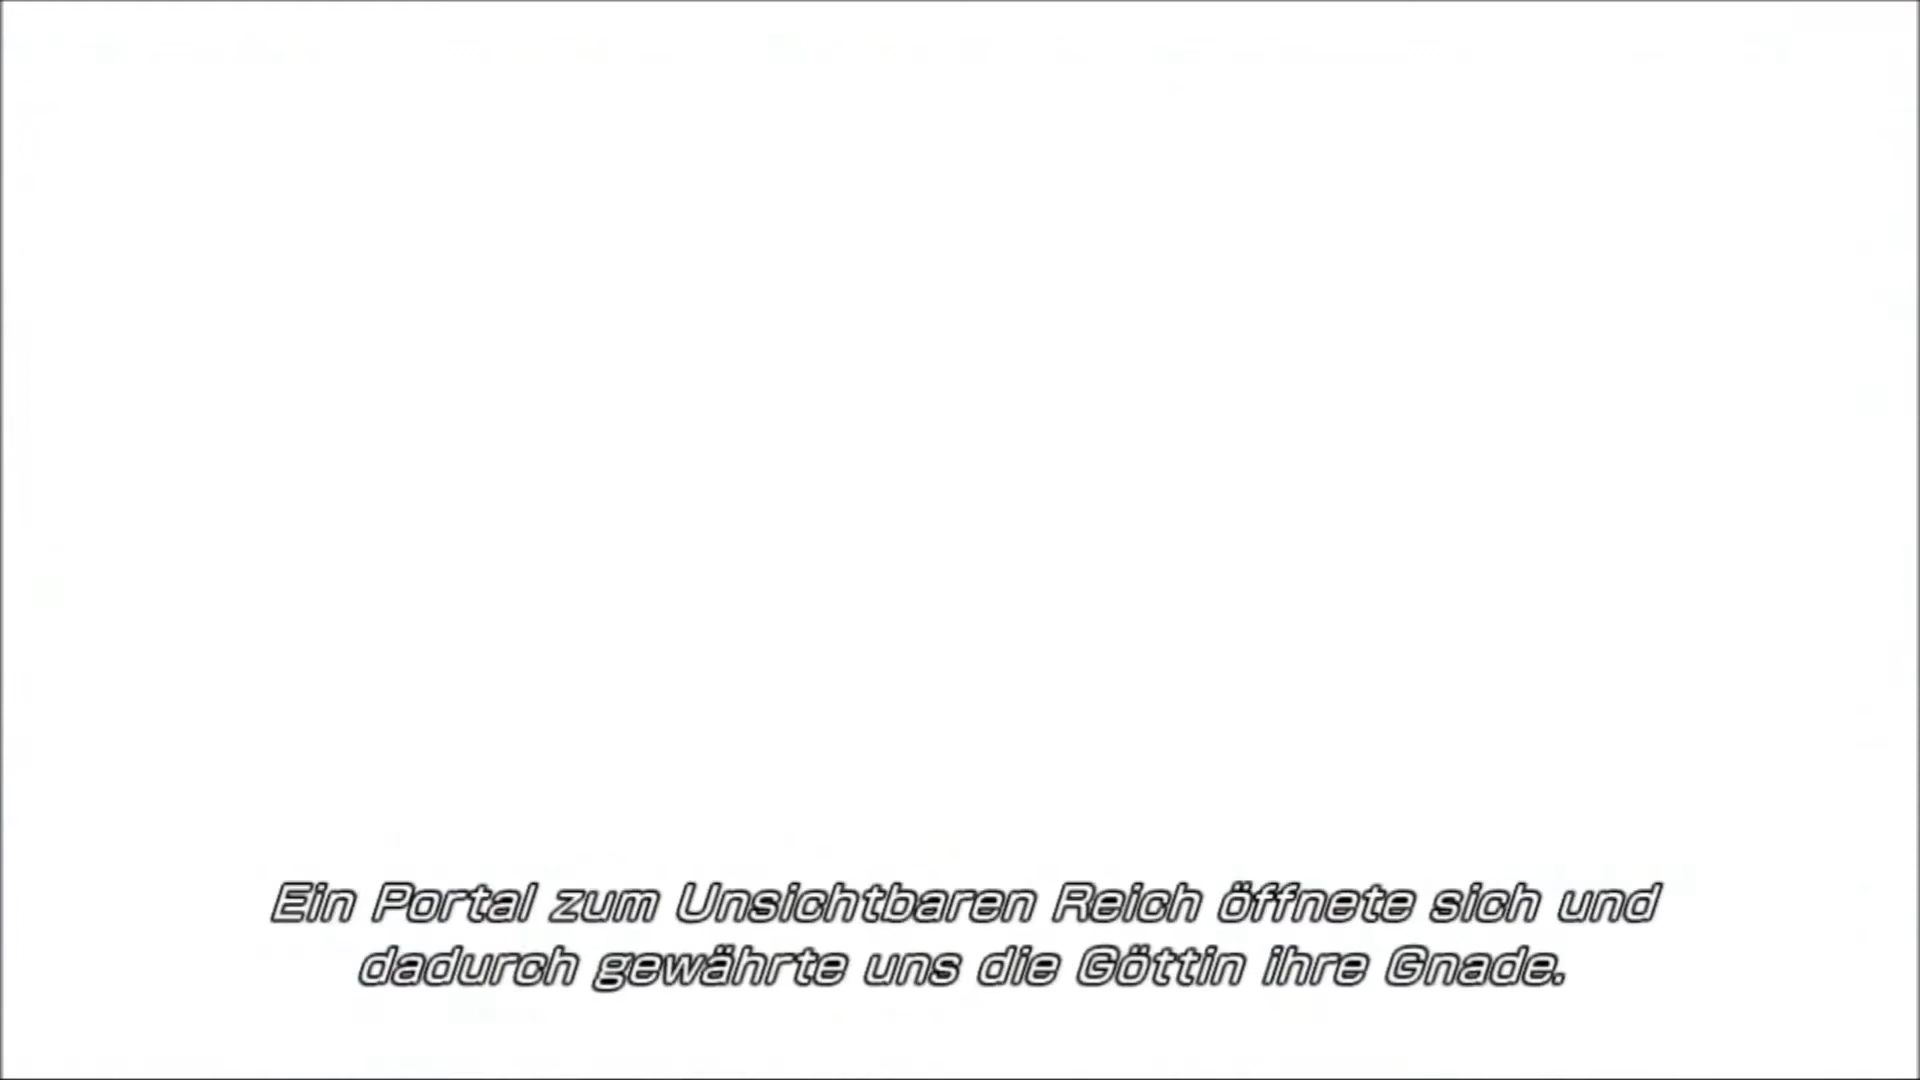 Ein Portal zum Unsichtbaren Reich öffnete sich und
dadurch gewährte uns die Göttin ihre Gnade.